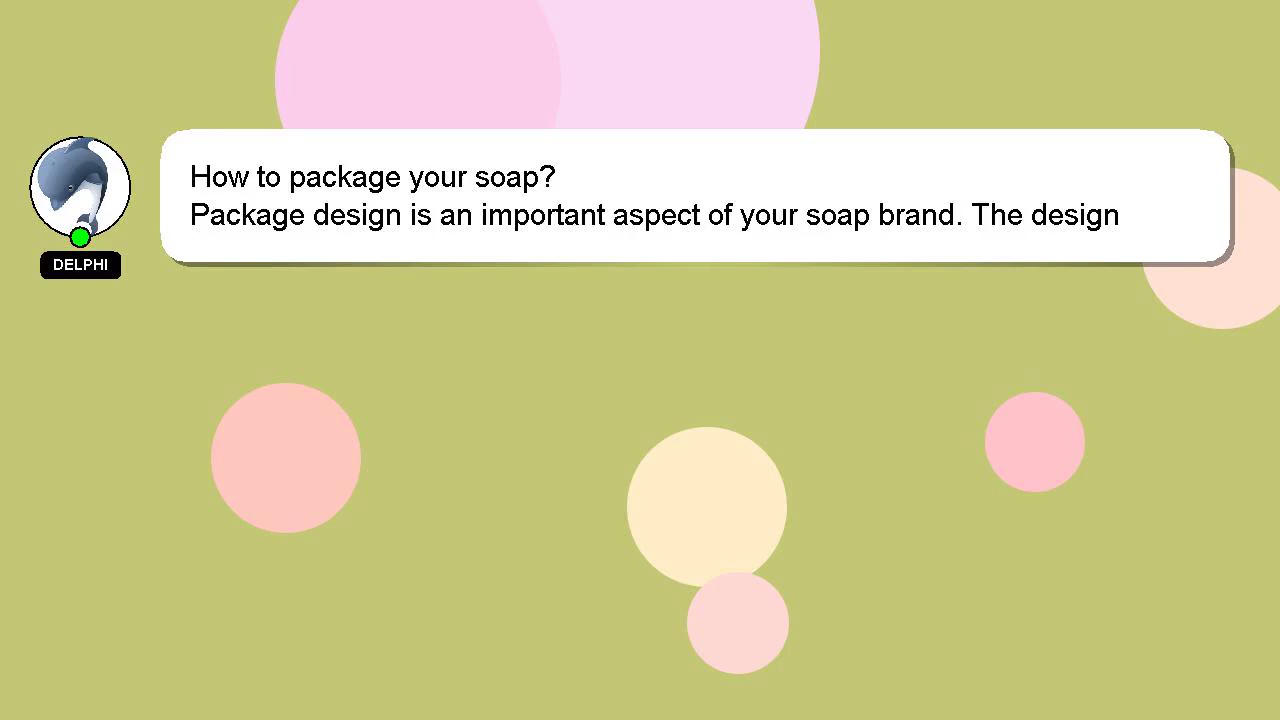 How to package your soap?
Package design is an important aspect of your soap brand. The design
DELPHI